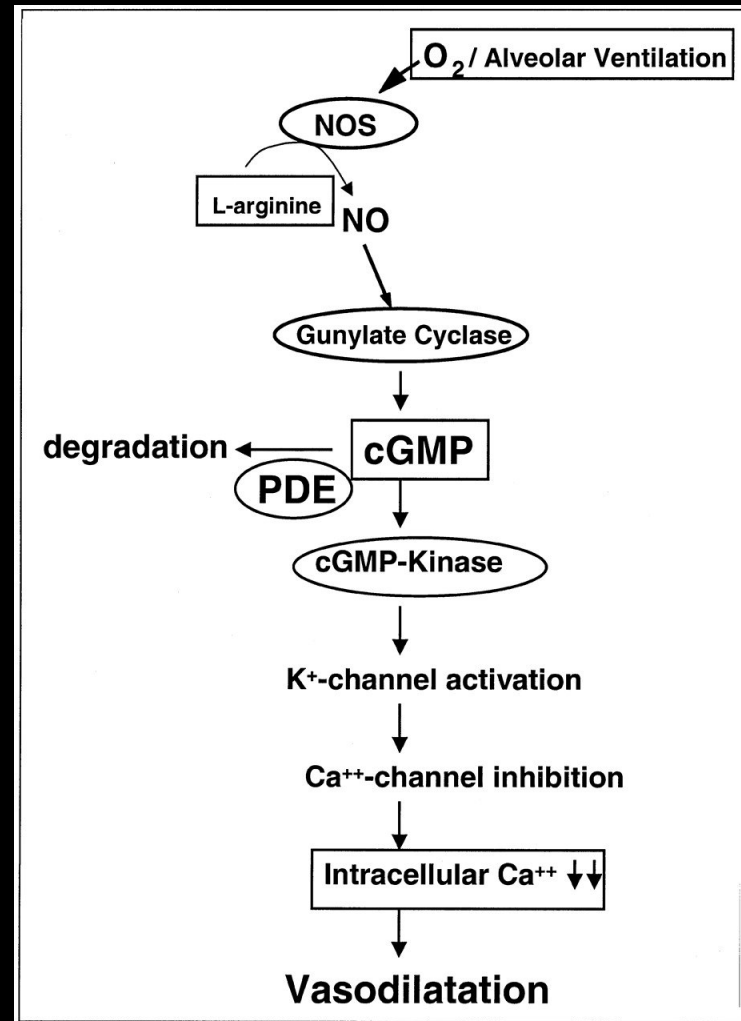 O₂ / Alveolar Ventilation
NOS
L-arginine
NO
Gunylate Cyclase
degradation
cGMP
PDE
cGMP-Kinase
K⁺-channel activation
Ca⁺⁺-channel inhibition
Intracellular Ca⁺⁺ ↓↓
Vasodilatation